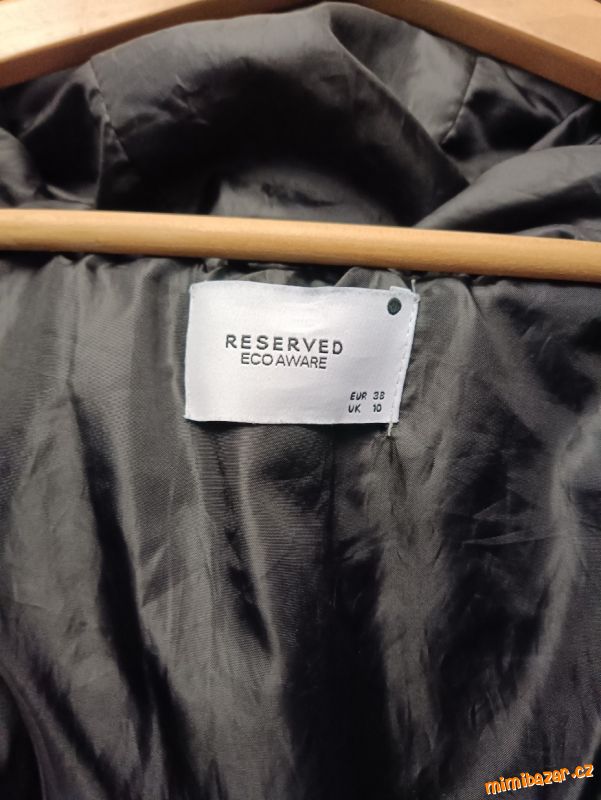 RESERVED
ECO AWARE
EUR 38
UK 10
mimibazar.cz